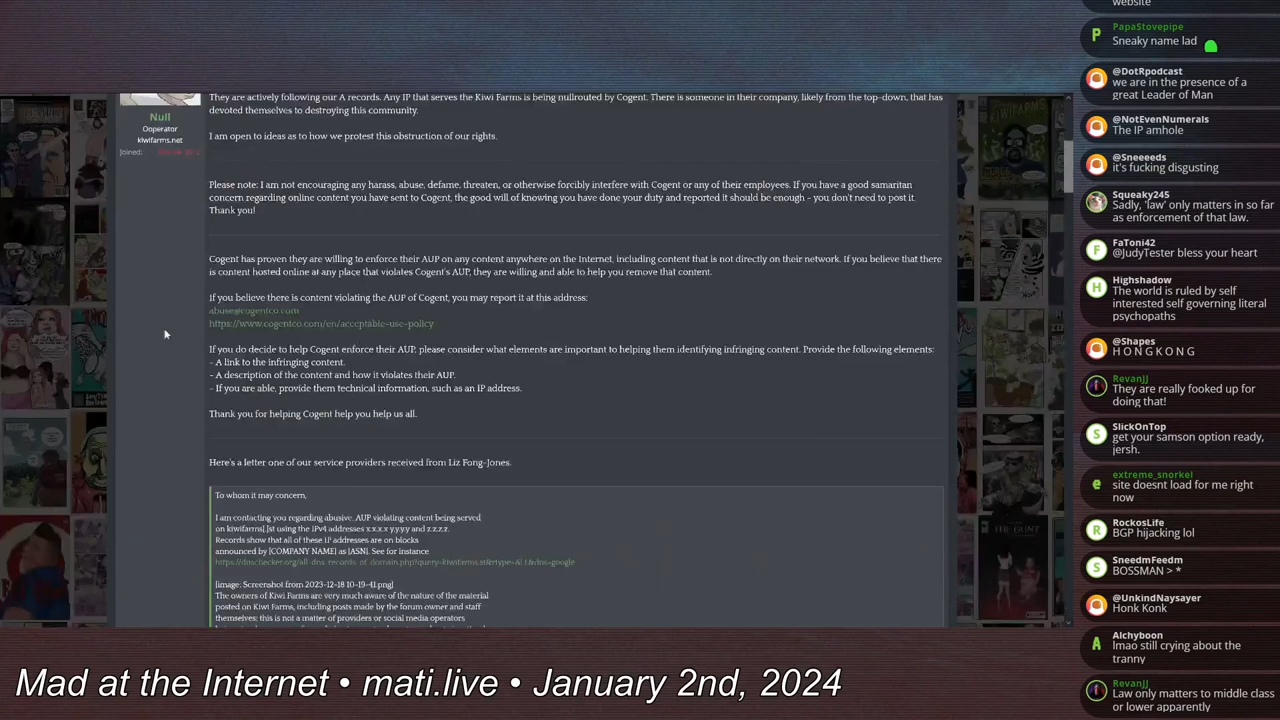 They are actively following our A records. Any IP that serves the Kiwi Farms is being nullrouted by Cogent. There is someone in their company, likely from the top-down, that has
devoted themselves to destroying this community.
Null
Ooperator
kiwifarms.net
Joined:
I am open to ideas as to how we protest this obstruction of our rights.
Please note: I am not encouraging any harass, abuse, defame, threaten, or otherwise forcibly interfere with Cogent or any of their employees. If you have a good samaritan
concern regarding online content you have sent to Cogent, the good will of knowing you have done your duty and reported it should be enough - you don't need to post it.
Thank you!
Cogent has proven they are willing to enforce their AUP on any content anywhere on the Internet, including content that is not directly on their network. If you believe that there
is content hosted online at any place that violates Cogent's AUP, they are willing and able to help you remove that content.
If you believe there is content violating the AUP of Cogent, you may report it at this address:
abuse@cogentco.com
https://www.cogentco.com/en/acceptable-use-policy
If you do decide to help Cogent enforce their AUP, please consider what elements are important to helping them identifying infringing content. Provide the following elements:
- A link to the infringing content.
- A description of the content and how it violates their AUP.
- If you are able, provide them technical information, such as an IP address.
Thank you for helping Cogent help you help us all.
Here's a letter one of our service providers received from Liz Fong-Jones.
To whom it may concern,
I am contacting you regarding abusive, AUP violating content being served
on kiwifarms[.]st using the IPv4 addresses x.x.x.x y.y.y.y and z.z.z.z.
Records show that all of these IP addresses are on blocks
announced by [COMPANY NAME] as [ASN]. See for instance
[image: Screenshot from 2023-12-18 10-19-41.png]
The owners of Kiwi Farms are very much aware of the nature of the material
posted on Kiwi Farms, including posts made by the forum owner and staff
themselves; this is not a matter of providers or social media operators
website
P PapaStovepipe
Sneaky name lad
@DotRpodcast
we are in the presence of a
great Leader of Man
@NotEvenNumerals
The IP amhole
@Sneeeeds
it's fucking disgusting
Squeaky245
Sadly, 'law' only matters in so far
as enforcement of that law.
F FaToni42
@JudyTester bless your heart
H Highshadow
The world is ruled by self
interested self governing literal
psychopaths
@Shapes
H O N G K O N G
RevanJJ
They are really fooked up for
doing that!
S SlickOnTop
get your samson option ready,
jersh.
e extreme_snorkel
site doesnt load for me right
now
R RockosLife
BGP hijacking lol
S SneedmFeedm
BOSSMAN > *
@UnkindNaysayer
Honk Konk
A Alchyboon
lmao still crying about the
tranny
RevanJJ
Law only matters to middle class
or lower apparently
Mad at the Internet • mati.live • January 2nd, 2024